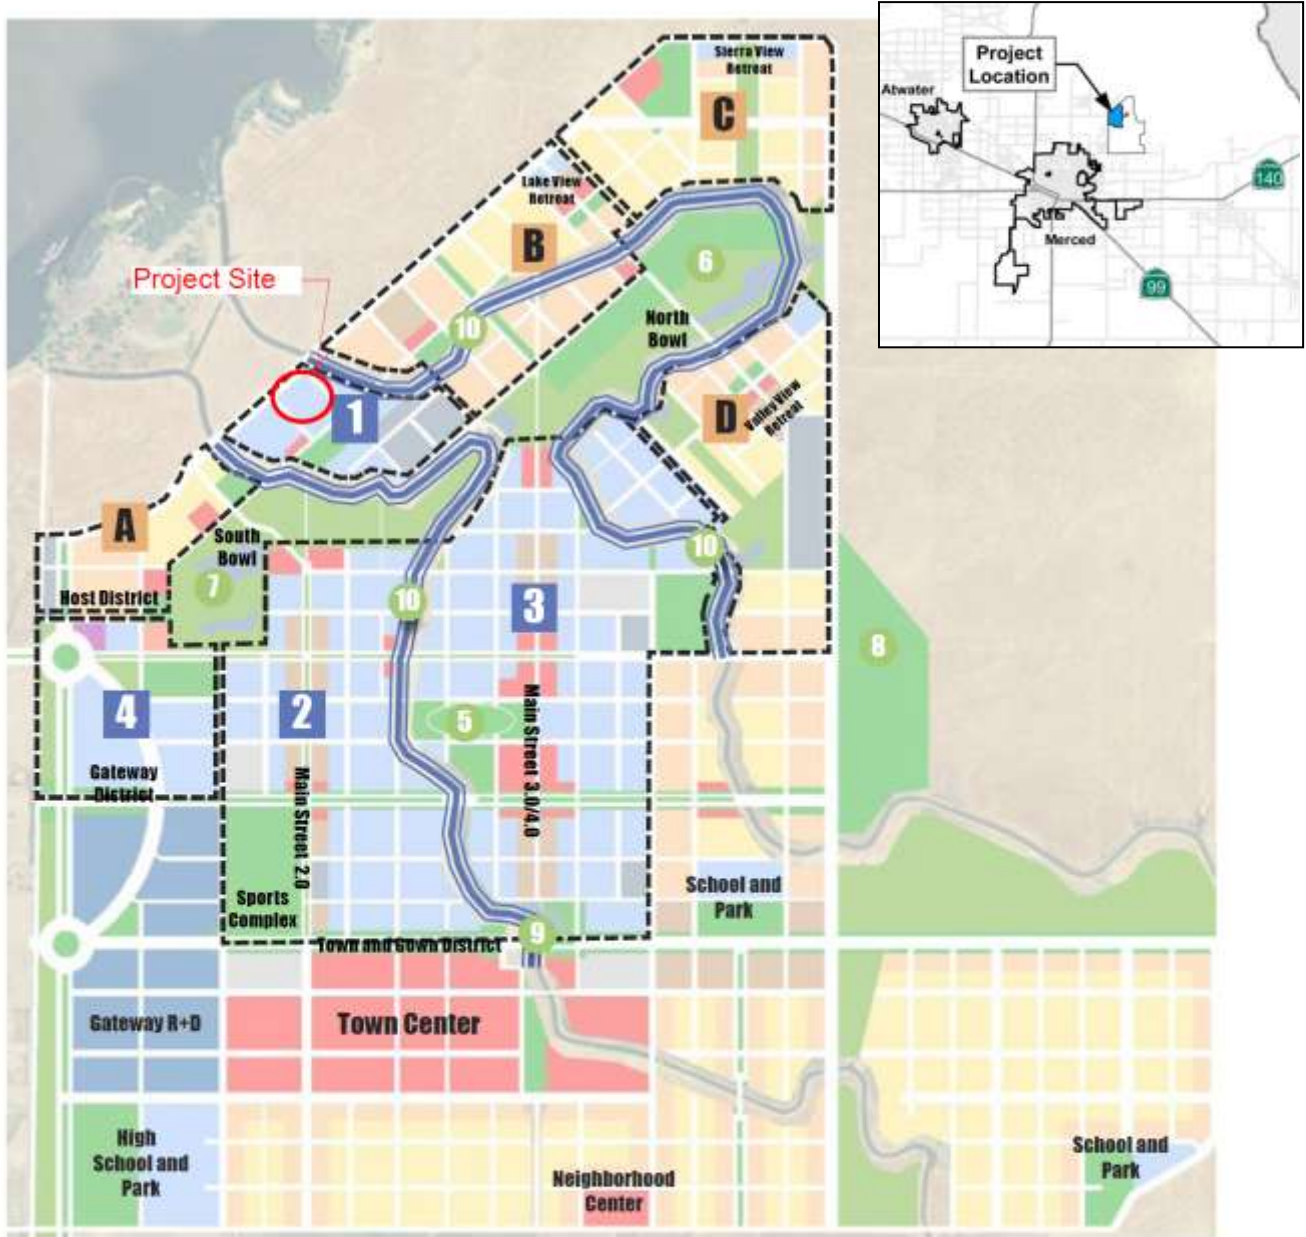 Project
Location
Atwater
140
Merced
99
Sierra View
Retreat
C
Lake View
Retreat
B
6
Project Site
North
Bowl
10
1
D
Valley View
Retreat
A
South
Bowl
10
7
10
3
Host District
8
4
2
5
Main Street 3.0/4.0
Gateway
District
Main Street 2.0
School and
Park
Sports
Complex
9
Town and Gown District
Gateway R+D
Town Center
High
School and
Park
School and
Park
Neighborhood
Center